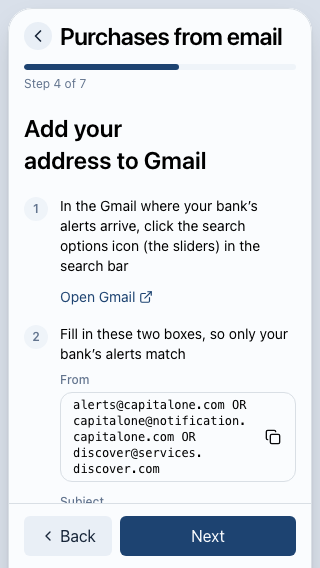 Purchases from email
Step 4 of 7
Add your
address to Gmail
1
In the Gmail where your bank’s
alerts arrive, click the search
options icon (the sliders) in the
search bar
Open Gmail
2
Fill in these two boxes, so only your
bank’s alerts match
From
alerts@capitalone.com OR
capitalone@notification.
capitalone.com OR
discover@services.
discover.com
Subject
Back
Next